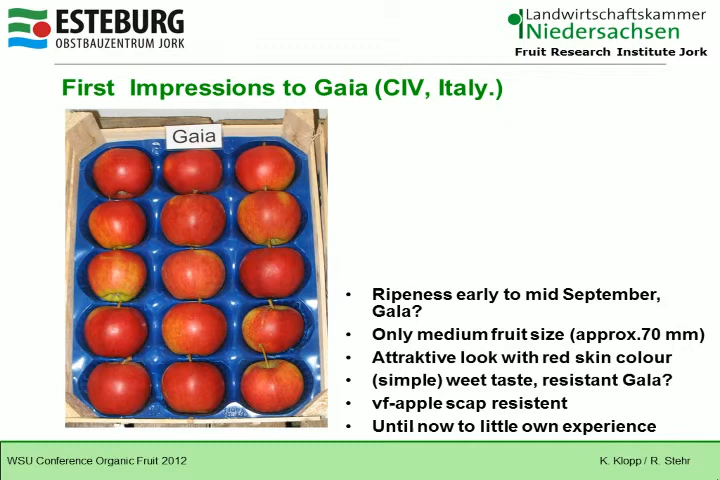 ESTEBURG
OBSTBAUZENTRUM JORK
Landwirtschaftskammer
Niedersachsen
Fruit Research Institute Jork
First Impressions to Gaia (CIV, Italy.)
Gaia
• Ripeness early to mid September,
Gala?
• Only medium fruit size (approx.70 mm)
• Attraktive look with red skin colour
• (simple) weet taste, resistant Gala?
• vf-apple scap resistent
• Until now to little own experience
WSU Conference Organic Fruit 2012
K. Klopp / R. Stehr